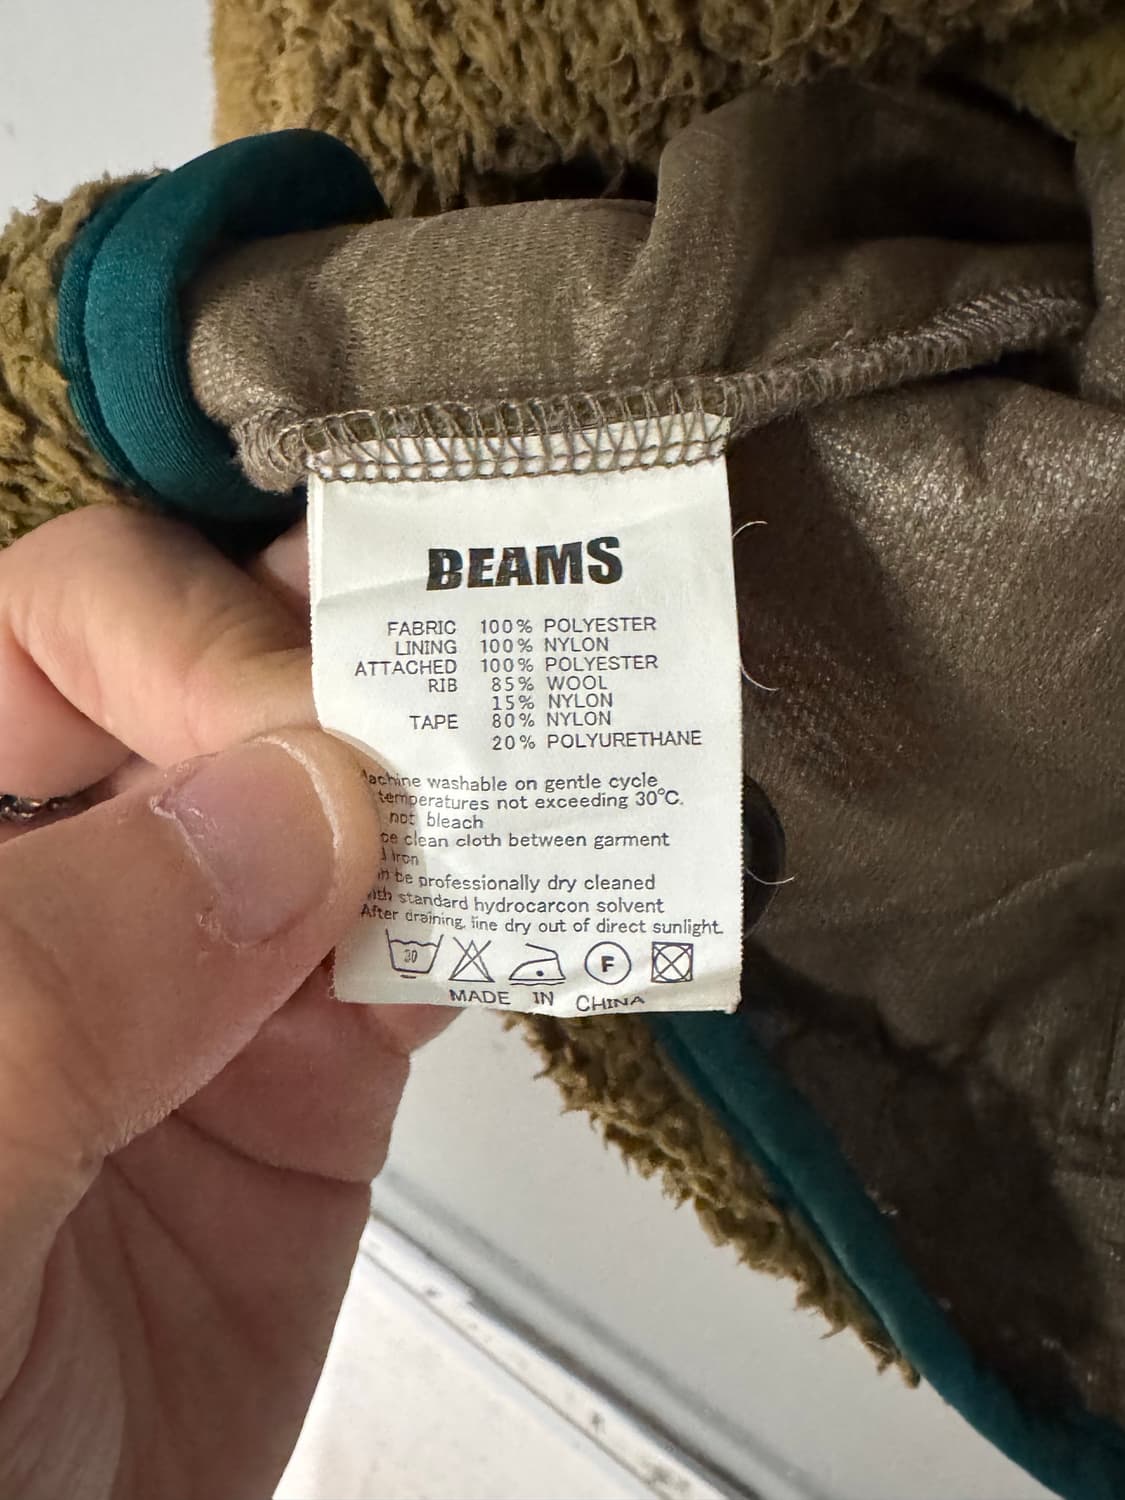 BEAMS
FABRIC 100% POLYESTER
LINING 100% NYLON
ATTACHED 100% POLYESTER
RIB 85% WOOL
15% NYLON
TAPE 80% NYLON
20% POLYURETHANE
washable on gentle cycle
temperatures not exceeding 30°C.
not bleach
clean cloth between garment
iron
be professionally dry cleaned
standard hydrocarcon solvent
After draining, line dry out of direct sunlight.
30 F
MADE IN CHINA